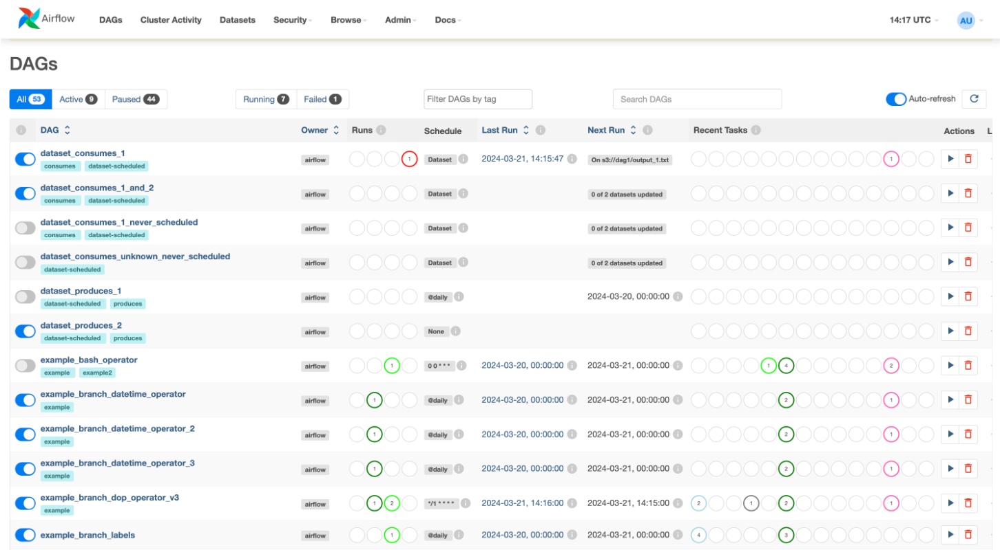 Airflow DAGs Cluster Activity Datasets Security Browse Admin Docs 14:17 UTC AU
DAGs
All 53 Active 9 Paused 44 Running 7 Failed 1 Filter DAGs by tag Search DAGs Auto-refresh
DAG Owner Runs Schedule Last Run Next Run Recent Tasks Actions L
dataset_consumes_1
consumes dataset-scheduled airflow 1 Dataset 2024-03-21, 14:15:47 On s3://dag1/output_1.txt 1
dataset_consumes_1_and_2
consumes dataset-scheduled airflow Dataset 0 of 2 datasets updated
dataset_consumes_1_never_scheduled
consumes dataset-scheduled airflow Dataset 0 of 2 datasets updated
dataset_consumes_unknown_never_scheduled
dataset-scheduled airflow Dataset 0 of 2 datasets updated
dataset_produces_1
dataset-scheduled produces airflow @daily 2024-03-20, 00:00:00
dataset_produces_2
dataset-scheduled produces airflow None
example_bash_operator
example example2 airflow 1 0 0 * * * 2024-03-20, 00:00:00 2024-03-21, 00:00:00 1 4 2
example_branch_datetime_operator
example airflow 1 @daily 2024-03-20, 00:00:00 2024-03-21, 00:00:00 2 1
example_branch_datetime_operator_2
example airflow 1 @daily 2024-03-20, 00:00:00 2024-03-21, 00:00:00 2 1
example_branch_datetime_operator_3
example airflow 1 @daily 2024-03-20, 00:00:00 2024-03-21, 00:00:00 2 1
example_branch_dop_operator_v3
example airflow 1 2 */1 * * * * 2024-03-21, 14:16:00 2024-03-21, 14:15:00 2 1 2 1
example_branch_labels airflow 1 @daily 2024-03-20, 00:00:00 2024-03-21, 00:00:00 4 3